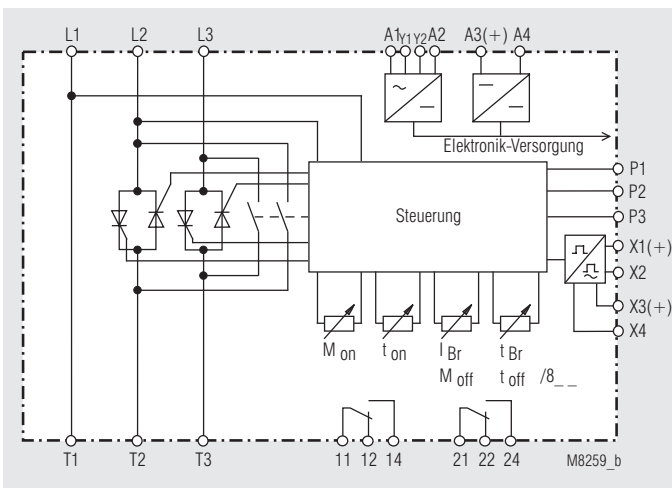 L1 L2 L3 A1 Y1 Y2 A2 A3(+) A4
Elektronik-Versorgung
P1
P2
P3
Steuerung
X1(+)
X2
X3(+)
X4
M on t on I Br t Br
M off t off /8_ _
T1 T2 T3 11 12 14 21 22 24 M8259_b